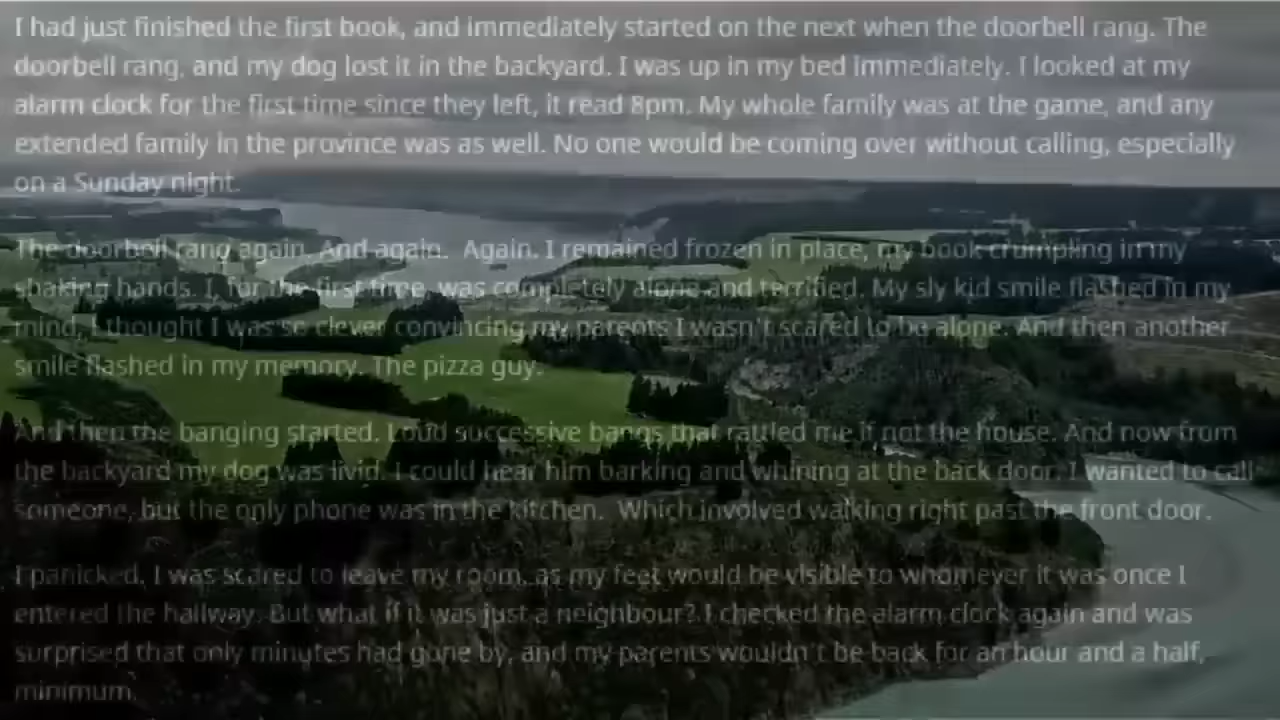 I had just finished the first book, and immediately started on the next when the doorbell rang. The
doorbell rang, and my dog lost it in the backyard. I was up in my bed immediately. I looked at my
alarm clock for the first time since they left, it read 8pm. My whole family was at the game, and any
extended family in the province was as well. No one would be coming over without calling, especially
on a Sunday night.
The doorbell rang again. And again.  Again. I remained frozen in place, my book crumpling in my
shaking hands. I, for the first time, was completely alone and terrified. My sly kid smile flashed in my
mind, I thought I was so clever convincing my parents I wasn't scared to be alone. And then another
smile flashed in my memory. The pizza guy.
And then the banging started. Loud successive bangs that rattled me if not the house. And now from
the backyard my dog was livid. I could hear him barking and whining at the back door. I wanted to call
someone, but the only phone was in the kitchen.  Which involved walking right past the front door.
I panicked. I was scared to leave my room, as my feet would be visible to whomever it was once I
entered the hallway. But what if it was just a neighbour? I checked the alarm clock again and was
surprised that only minutes had gone by, and my parents wouldn't be back for an hour and a half,
minimum.